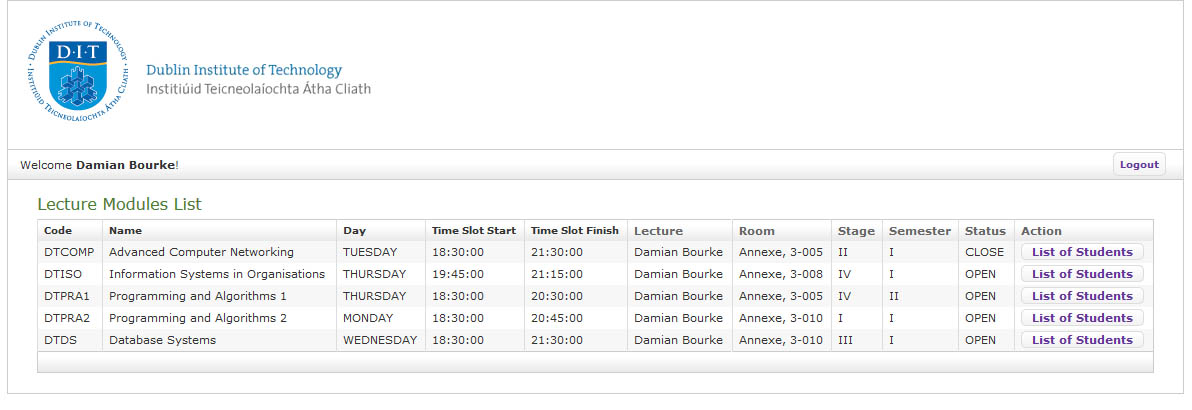 DUBLIN INSTITUTE OF TECHNOLOGY
INSTITIÚID TEICNEOLAÍOCHTA ÁTHA CLIATH
D·I·T
Dublin Institute of Technology
Institiúid Teicneolaíochta Átha Cliath
Welcome Damian Bourke! Logout
Lecture Modules List
Code Name Day Time Slot Start Time Slot Finish Lecture Room Stage Semester Status Action
DTCOMP Advanced Computer Networking TUESDAY 18:30:00 21:30:00 Damian Bourke Annexe, 3-005 II I CLOSE List of Students
DTISO Information Systems in Organisations THURSDAY 19:45:00 21:15:00 Damian Bourke Annexe, 3-008 IV I OPEN List of Students
DTPRA1 Programming and Algorithms 1 THURSDAY 18:30:00 20:30:00 Damian Bourke Annexe, 3-005 IV II OPEN List of Students
DTPRA2 Programming and Algorithms 2 MONDAY 18:30:00 20:45:00 Damian Bourke Annexe, 3-010 I I OPEN List of Students
DTDS Database Systems WEDNESDAY 18:30:00 21:30:00 Damian Bourke Annexe, 3-010 III I OPEN List of Students